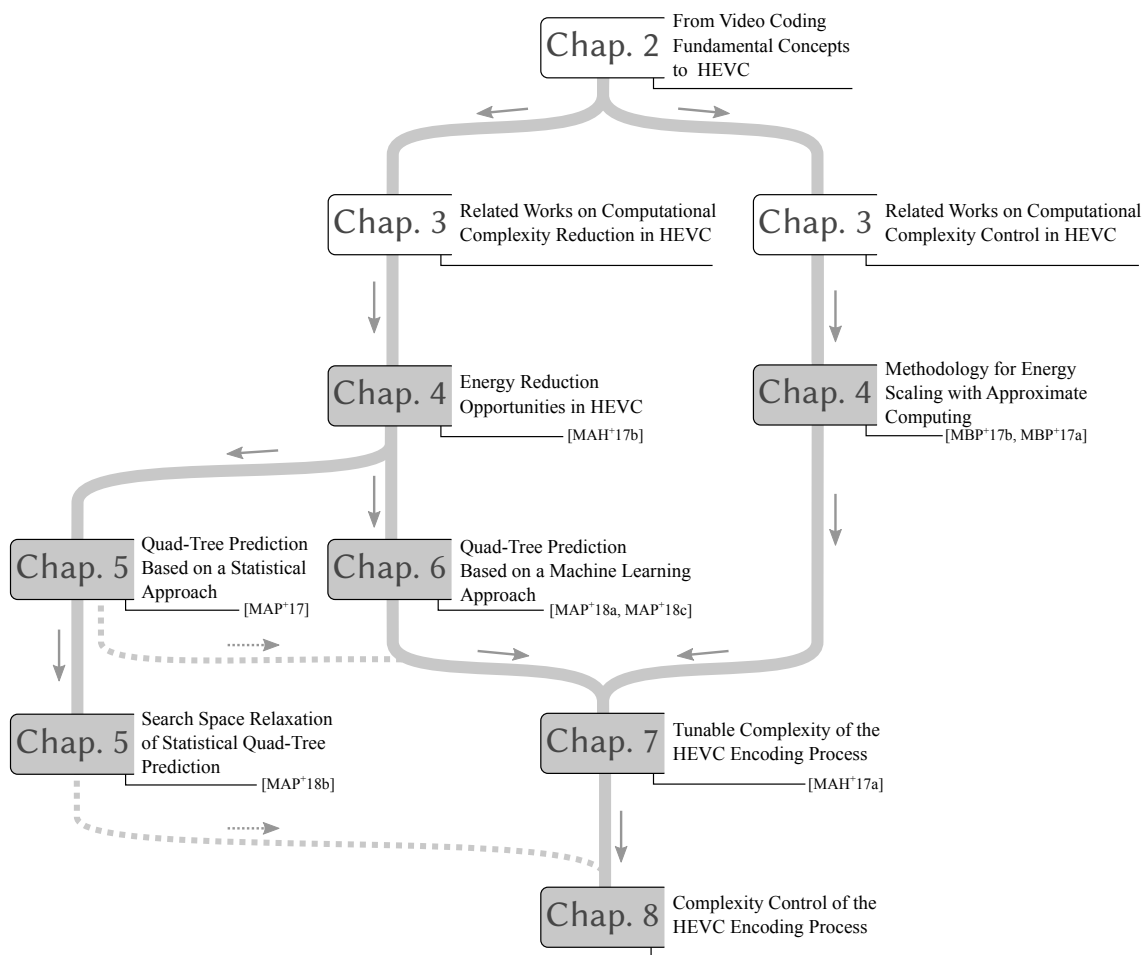 Chap. 2
From Video Coding
Fundamental Concepts
to HEVC
Chap. 3
Related Works on Computational
Complexity Reduction in HEVC
Chap. 3
Related Works on Computational
Complexity Control in HEVC
Chap. 4
Energy Reduction
Opportunities in HEVC
[MAH+17b]
Chap. 4
Methodology for Energy
Scaling with Approximate
Computing
[MBP+17b, MBP+17a]
Chap. 5
Quad-Tree Prediction
Based on a Statistical
Approach
[MAP+17]
Chap. 6
Quad-Tree Prediction
Based on a Machine Learning
Approach
[MAP+18a, MAP+18c]
Chap. 5
Search Space Relaxation
of Statistical Quad-Tree
Prediction
[MAP+18b]
Chap. 7
Tunable Complexity of the
HEVC Encoding Process
[MAH+17a]
Chap. 8
Complexity Control of the
HEVC Encoding Process